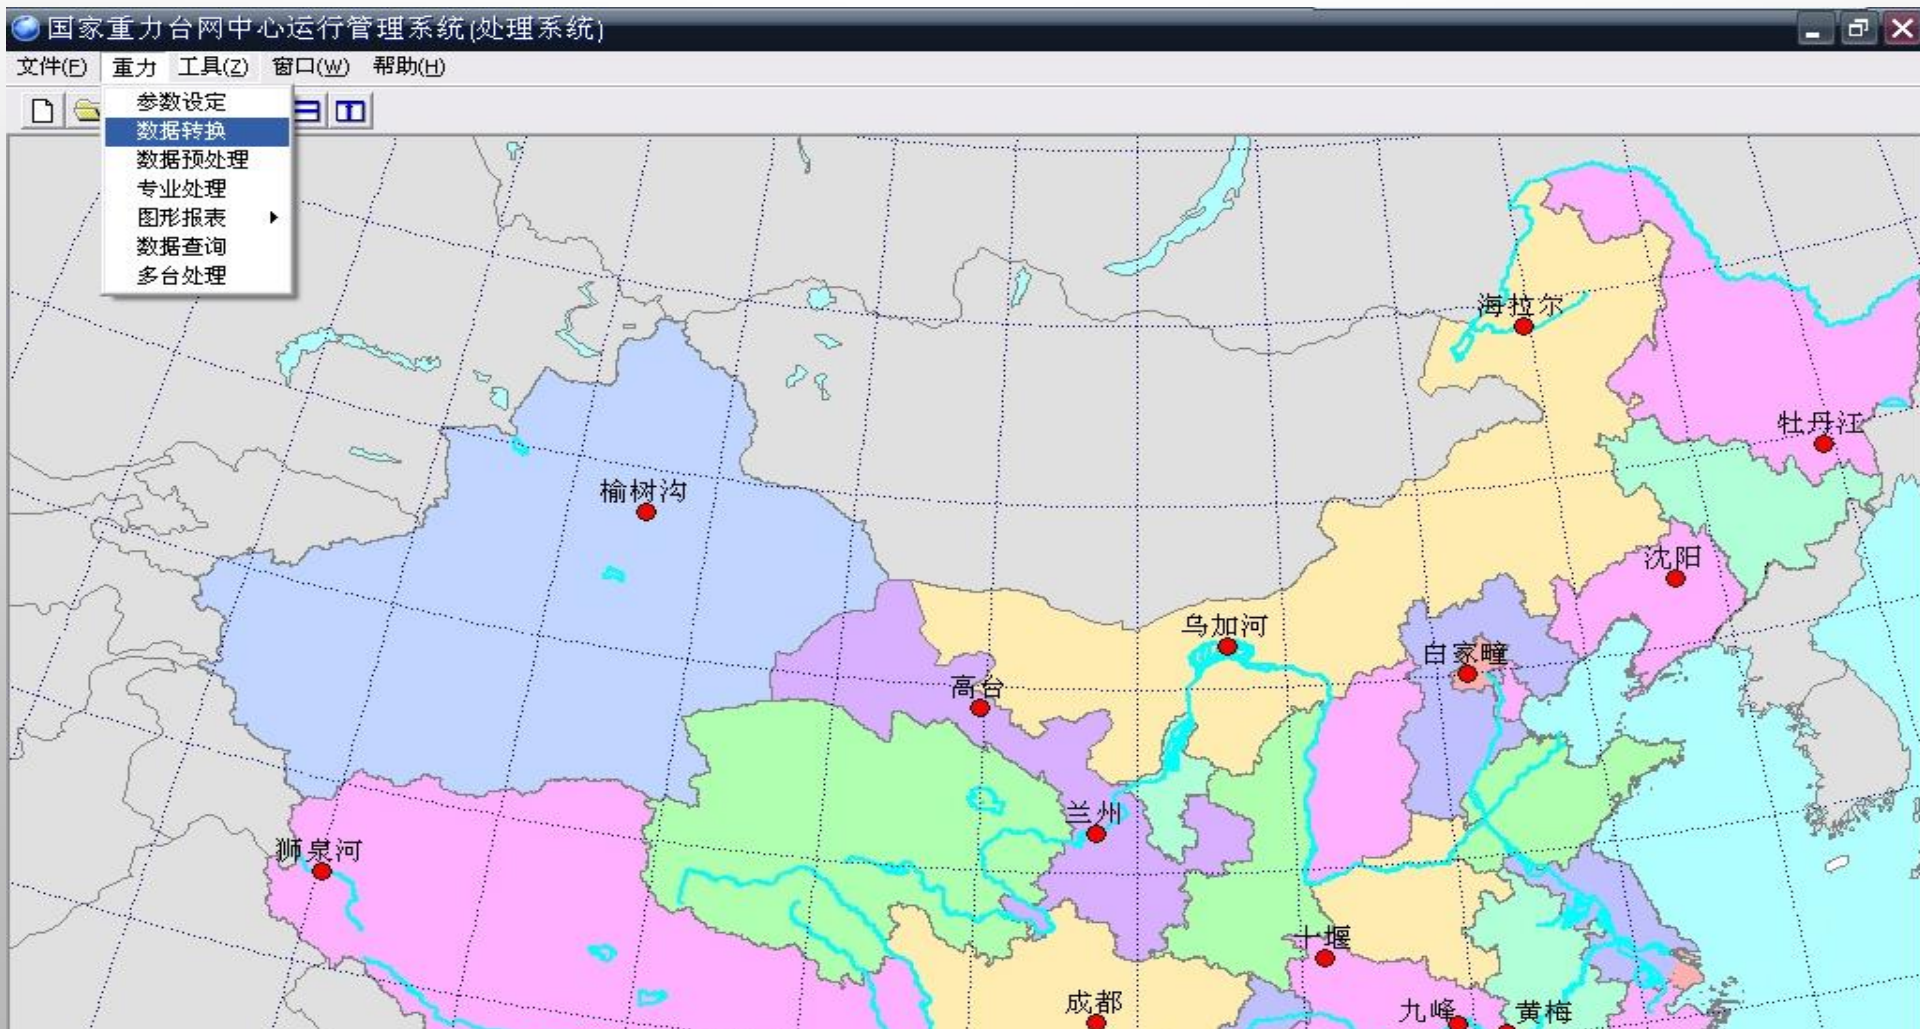 国家重力台网中心运行管理系统(处理系统)
文件(F) 重力 工具(Z) 窗口(W) 帮助(H)
参数设定
数据转换
数据预处理
专业处理
图形报表
数据查询
多台处理
海拉尔
牡丹江
榆树沟
沈阳
乌加河
白家疃
高台
兰州
狮泉河
十堰
成都
九峰
黄梅